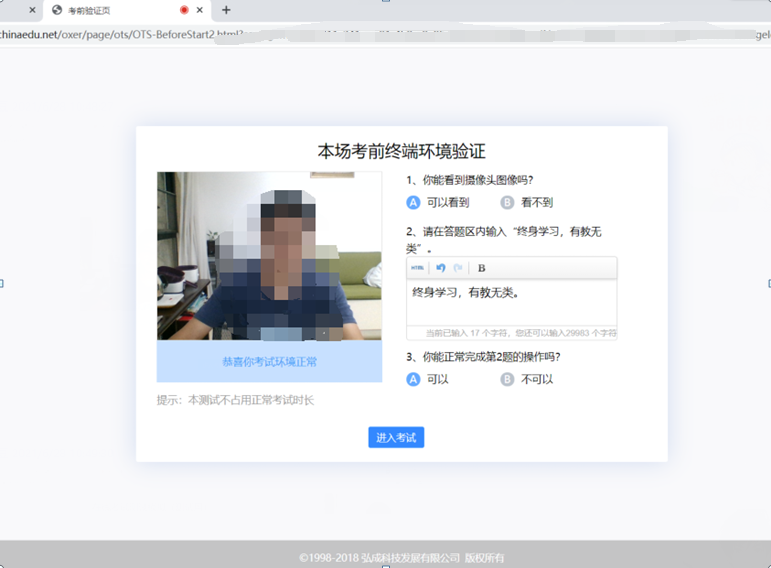 考前验证页
chinaedu.net/oxer/page/ots/OTS-BeforeStart2.html?
本场考前终端环境验证
1、你能看到摄像头图像吗?
A 可以看到 B 看不到
2、请在答题区内输入“终身学习，有教无
类”。
HTML B
终身学习，有教无类。
当前已输入 17 个字符，您还可以输入29983 个字符
3、你能正常完成第2题的操作吗?
A 可以 B 不可以
恭喜你考试环境正常
提示：本测试不占用正常考试时长
进入考试
©1998-2018 弘成科技发展有限公司 版权所有